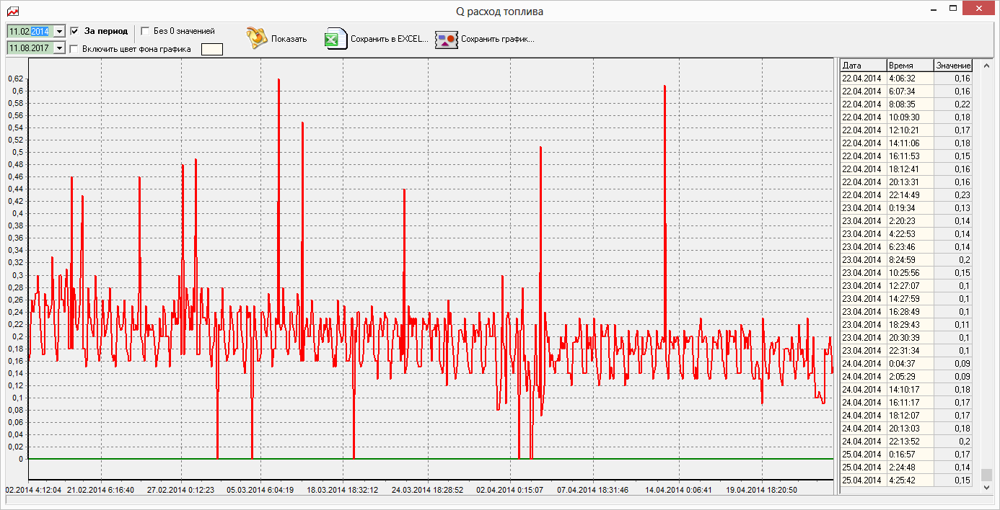 Q расход топлива
11.02.2014 За период Без 0 значений
11.08.2017 Включить цвет фона графика
Показать Сохранить в EXCEL... Сохранить график...
0,62
0,6
0,58
0,56
0,54
0,52
0,5
0,48
0,46
0,44
0,42
0,4
0,38
0,36
0,34
0,32
0,3
0,28
0,26
0,24
0,22
0,2
0,18
0,16
0,14
0,12
0,1
0,08
0,06
0,04
0,02
0
02.2014 4:12:04 21.02.2014 6:16:40 27.02.2014 0:12:23 05.03.2014 6:04:19 18.03.2014 18:32:12 24.03.2014 18:28:52 02.04.2014 0:15:07 07.04.2014 18:31:46 14.04.2014 0:06:41 19.04.2014 18:20:50
Дата Время Значение
22.04.2014 4:06:32 0,16
22.04.2014 6:07:34 0,16
22.04.2014 8:08:35 0,22
22.04.2014 10:09:30 0,18
22.04.2014 12:10:21 0,17
22.04.2014 14:11:06 0,18
22.04.2014 16:11:53 0,15
22.04.2014 18:12:41 0,16
22.04.2014 20:13:31 0,16
22.04.2014 22:14:49 0,23
23.04.2014 0:19:34 0,13
23.04.2014 2:20:23 0,14
23.04.2014 4:22:53 0,14
23.04.2014 6:23:46 0,14
23.04.2014 8:24:59 0,2
23.04.2014 10:25:56 0,15
23.04.2014 12:27:07 0,1
23.04.2014 14:27:59 0,1
23.04.2014 16:28:49 0,1
23.04.2014 18:29:43 0,11
23.04.2014 20:30:39 0,1
23.04.2014 22:31:34 0,1
24.04.2014 0:04:37 0,09
24.04.2014 2:05:29 0,09
24.04.2014 14:10:17 0,18
24.04.2014 16:11:17 0,17
24.04.2014 18:12:07 0,17
24.04.2014 20:13:03 0,18
24.04.2014 22:13:52 0,2
25.04.2014 0:16:57 0,17
25.04.2014 2:24:48 0,14
25.04.2014 4:25:42 0,15